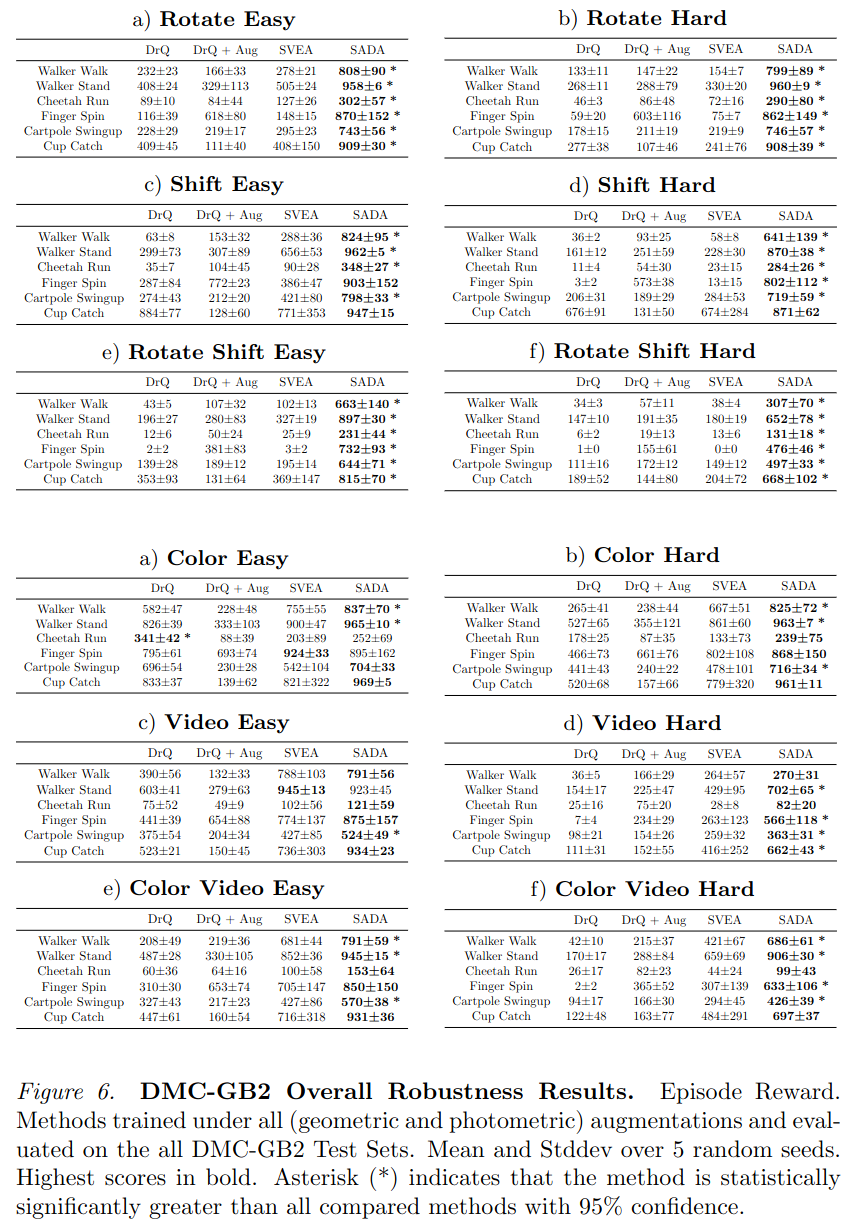 a) Rotate Easy
DrQ DrQ + Aug SVEA SADA
Walker Walk 232±23 166±33 278±21 808±90 *
Walker Stand 408±24 329±113 505±24 958±6 *
Cheetah Run 89±10 84±44 127±26 302±57 *
Finger Spin 116±39 618±80 148±15 870±152 *
Cartpole Swingup 228±29 219±17 295±23 743±56 *
Cup Catch 409±45 111±40 408±150 909±30 *
b) Rotate Hard
DrQ DrQ + Aug SVEA SADA
Walker Walk 133±11 147±22 154±7 799±89 *
Walker Stand 268±11 288±79 330±20 960±9 *
Cheetah Run 46±3 86±48 72±16 290±80 *
Finger Spin 59±20 603±116 75±7 862±149 *
Cartpole Swingup 178±15 211±19 219±9 746±57 *
Cup Catch 277±38 107±46 241±76 908±39 *
c) Shift Easy
DrQ DrQ + Aug SVEA SADA
Walker Walk 63±8 153±32 288±36 824±95 *
Walker Stand 299±73 307±89 656±53 962±5 *
Cheetah Run 35±7 104±45 90±28 348±27 *
Finger Spin 287±84 772±23 386±47 903±152
Cartpole Swingup 274±43 212±20 421±80 798±33 *
Cup Catch 884±77 128±60 771±353 947±15
d) Shift Hard
DrQ DrQ + Aug SVEA SADA
Walker Walk 36±2 93±25 58±8 641±139 *
Walker Stand 161±12 251±59 228±30 870±38 *
Cheetah Run 11±4 54±30 23±15 284±26 *
Finger Spin 3±2 573±38 13±15 802±112 *
Cartpole Swingup 206±31 189±29 284±53 719±59 *
Cup Catch 676±91 131±50 674±284 871±62
e) Rotate Shift Easy
DrQ DrQ + Aug SVEA SADA
Walker Walk 43±5 107±32 102±13 663±140 *
Walker Stand 196±27 280±83 327±19 897±30 *
Cheetah Run 12±6 50±24 25±9 231±44 *
Finger Spin 2±2 381±83 3±2 732±93 *
Cartpole Swingup 139±28 189±12 195±14 644±71 *
Cup Catch 353±93 131±64 369±147 815±70 *
f) Rotate Shift Hard
DrQ DrQ + Aug SVEA SADA
Walker Walk 34±3 57±11 38±4 307±70 *
Walker Stand 147±10 191±35 180±19 652±78 *
Cheetah Run 6±2 19±13 13±6 131±18 *
Finger Spin 1±0 155±61 0±0 476±46 *
Cartpole Swingup 111±16 172±12 149±12 497±33 *
Cup Catch 189±52 144±80 204±72 668±102 *
a) Color Easy
DrQ DrQ + Aug SVEA SADA
Walker Walk 582±47 228±48 755±55 837±70 *
Walker Stand 826±39 333±103 900±47 965±10 *
Cheetah Run 341±42 * 88±39 203±89 252±69
Finger Spin 795±61 693±74 924±33 895±162
Cartpole Swingup 696±54 230±28 542±104 704±33
Cup Catch 833±37 139±62 821±322 969±5
b) Color Hard
DrQ DrQ + Aug SVEA SADA
Walker Walk 265±41 238±44 667±51 825±72 *
Walker Stand 527±65 355±121 861±60 963±7 *
Cheetah Run 178±25 87±35 133±73 239±75
Finger Spin 466±73 661±76 802±108 868±150
Cartpole Swingup 441±43 240±22 478±101 716±34 *
Cup Catch 520±68 157±66 779±320 961±11
c) Video Easy
DrQ DrQ + Aug SVEA SADA
Walker Walk 390±56 132±33 788±103 791±56
Walker Stand 603±41 279±63 945±13 923±45
Cheetah Run 75±52 49±9 102±56 121±59
Finger Spin 441±39 654±88 774±137 875±157
Cartpole Swingup 375±54 204±34 427±85 524±49 *
Cup Catch 523±21 150±45 736±303 934±23
d) Video Hard
DrQ DrQ + Aug SVEA SADA
Walker Walk 36±5 166±29 264±57 270±31
Walker Stand 154±17 225±47 429±95 702±65 *
Cheetah Run 25±16 75±20 28±8 82±20
Finger Spin 7±4 234±29 263±123 566±118 *
Cartpole Swingup 98±21 154±26 259±32 363±31 *
Cup Catch 111±31 152±55 416±252 662±43 *
e) Color Video Easy
DrQ DrQ + Aug SVEA SADA
Walker Walk 208±49 219±36 681±44 791±59 *
Walker Stand 487±28 330±105 852±36 945±15 *
Cheetah Run 60±36 64±16 100±58 153±64
Finger Spin 310±30 653±74 705±147 850±150
Cartpole Swingup 327±43 217±23 427±86 570±38 *
Cup Catch 447±61 160±54 716±318 931±36
f) Color Video Hard
DrQ DrQ + Aug SVEA SADA
Walker Walk 42±10 215±37 421±67 686±61 *
Walker Stand 170±17 288±84 659±69 906±30 *
Cheetah Run 26±17 82±23 44±24 99±43
Finger Spin 2±2 365±52 307±139 633±106 *
Cartpole Swingup 94±17 166±30 294±45 426±39 *
Cup Catch 122±48 163±77 484±291 697±37
Figure 6. DMC-GB2 Overall Robustness Results. Episode Reward.
Methods trained under all (geometric and photometric) augmentations and eval-
uated on the all DMC-GB2 Test Sets. Mean and Stddev over 5 random seeds.
Highest scores in bold. Asterisk (*) indicates that the method is statistically
significantly greater than all compared methods with 95% confidence.